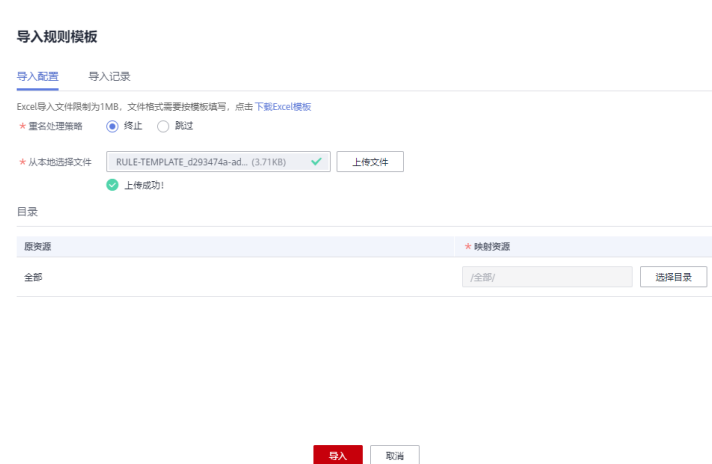 导入规则模板
导入配置 导入记录
Excel导入文件限制为1MB，文件格式需要按模板填写，点击 下载Excel模板
* 重名处理策略 终止 跳过
* 从本地选择文件 RULE-TEMPLATE_d293474a-ad... (3.71KB) 上传文件
上传成功!
目录
原资源 * 映射资源
全部 /全部/ 选择目录
导入 取消